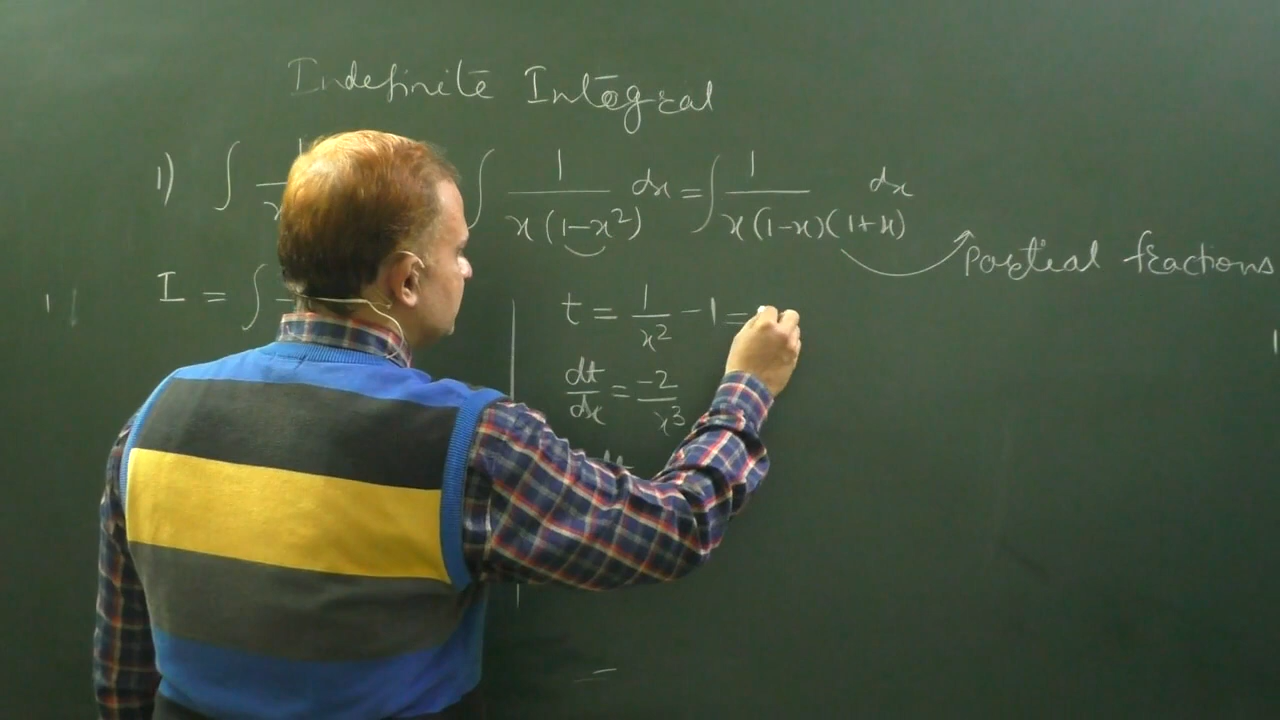 Indefinite Integral
1) ∫ 1/x ∫ 1/(x(1-x²)) dx = ∫ 1/(x(1-x)(1+x)) dx
Partial fractions
I = ∫ t = 1/x² - 1 =
dt/dx = -2/x³
dt